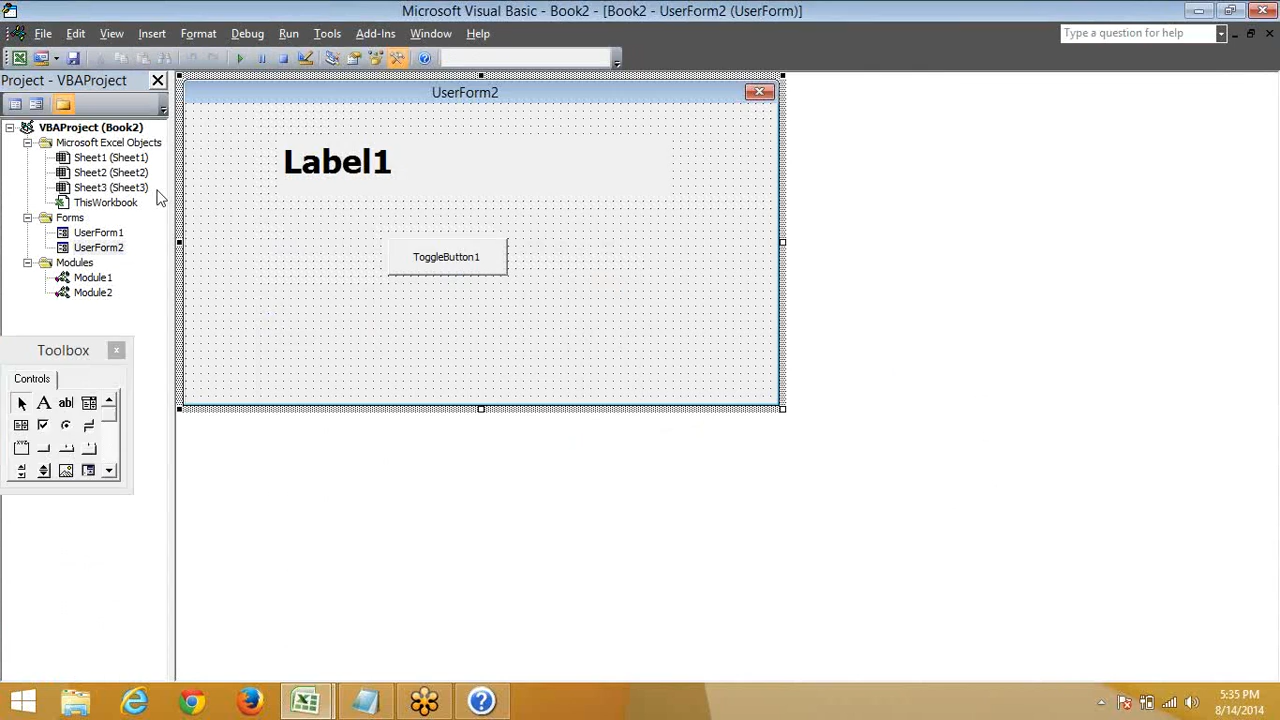 Microsoft Visual Basic - Book2 - [Book2 - UserForm2 (UserForm)]
File Edit View Insert Format Debug Run Tools Add-Ins Window Help
Type a question for help
Project - VBAProject
VBAProject (Book2)
Microsoft Excel Objects
Sheet1 (Sheet1)
Sheet2 (Sheet2)
Sheet3 (Sheet3)
ThisWorkbook
Forms
UserForm1
UserForm2
Modules
Module1
Module2
UserForm2
Label1
ToggleButton1
Toolbox
Controls
A ab|
XYZ
5:35 PM
8/14/2014